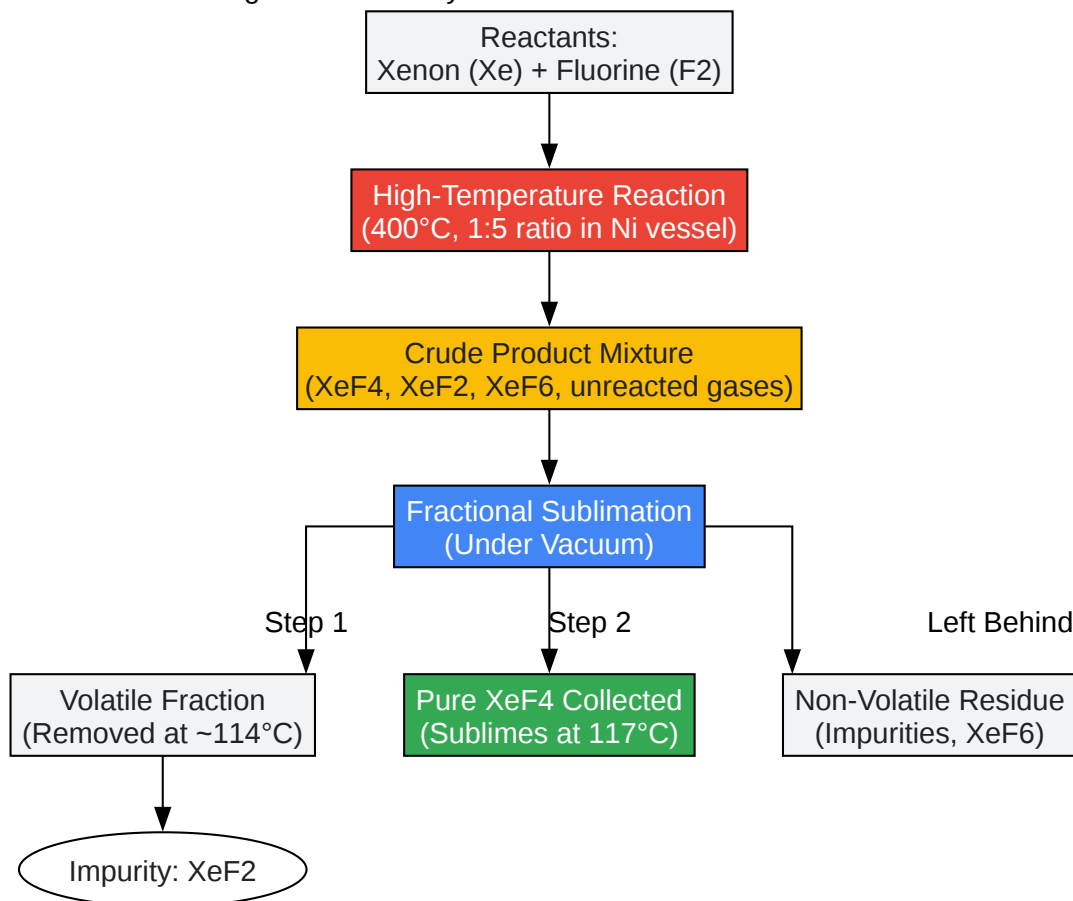 Reactants:
Xenon (Xe) + Fluorine (F2)
High-Temperature Reaction
(400°C, 1:5 ratio in Ni vessel)
Crude Product Mixture
(XeF4, XeF2, XeF6, unreacted gases)
Fractional Sublimation
(Under Vacuum)
Step 1
Step 2
Left Behind
Volatile Fraction
(Removed at ~114°C)
Pure XeF4 Collected
(Sublimes at 117°C)
Non-Volatile Residue
(Impurities, XeF6)
Impurity: XeF2